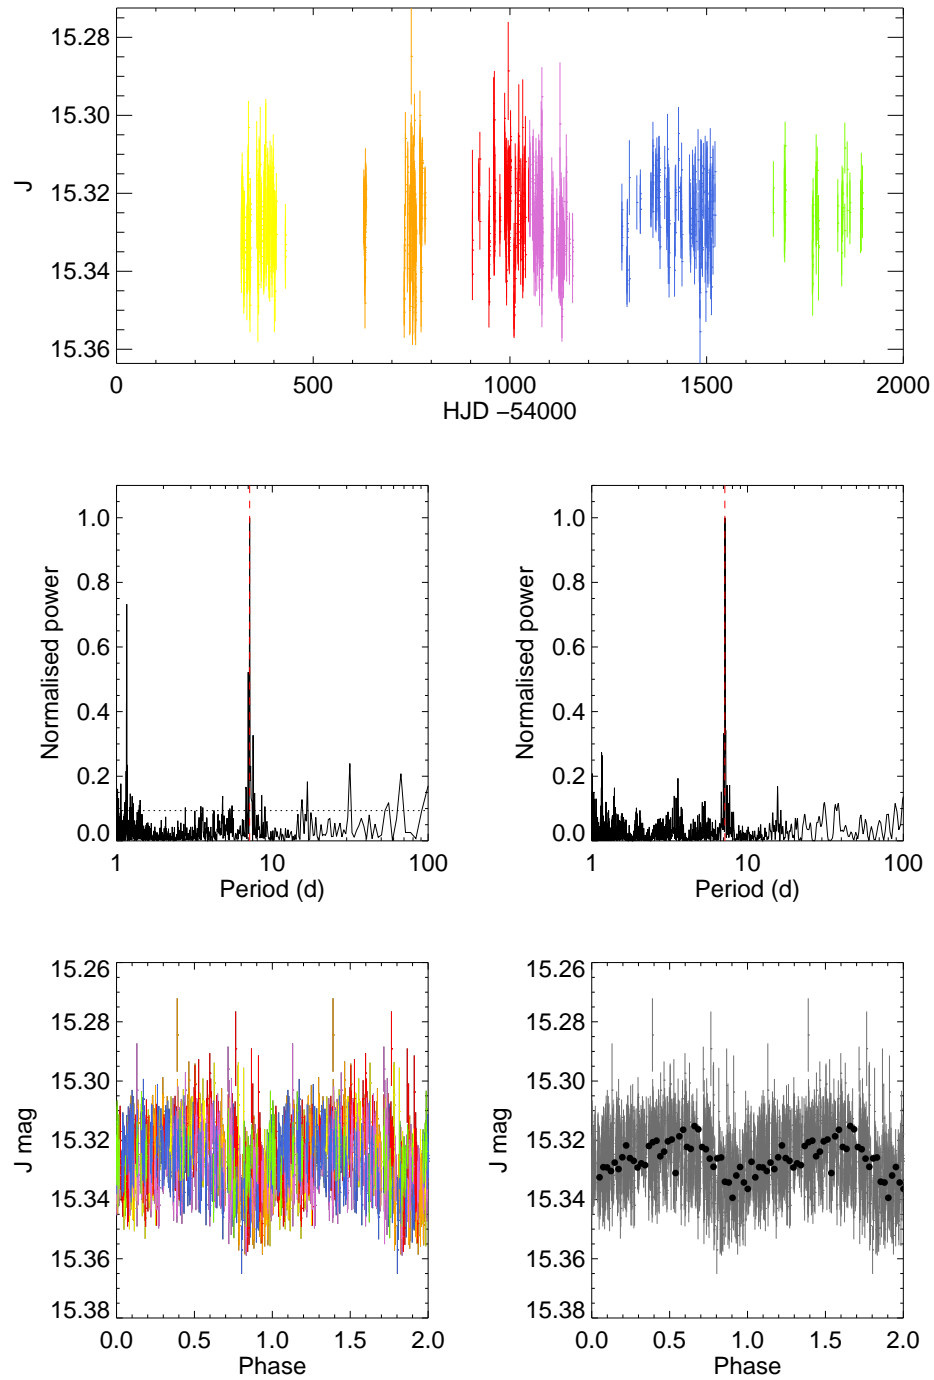 15.28
15.30
15.32
15.34
15.36
J
0 500 1000 1500 2000
HJD −54000
1.0
0.8
0.6
0.4
0.2
0.0
Normalised power
1 10 100
Period (d)
1.0
0.8
0.6
0.4
0.2
0.0
Normalised power
1 10 100
Period (d)
15.26
15.28
15.30
15.32
15.34
15.36
15.38
J mag
0.0 0.5 1.0 1.5 2.0
Phase
15.26
15.28
15.30
15.32
15.34
15.36
15.38
J mag
0.0 0.5 1.0 1.5 2.0
Phase